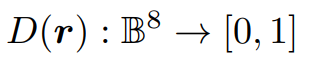 D(r) : 𝔹⁸ → [0, 1]